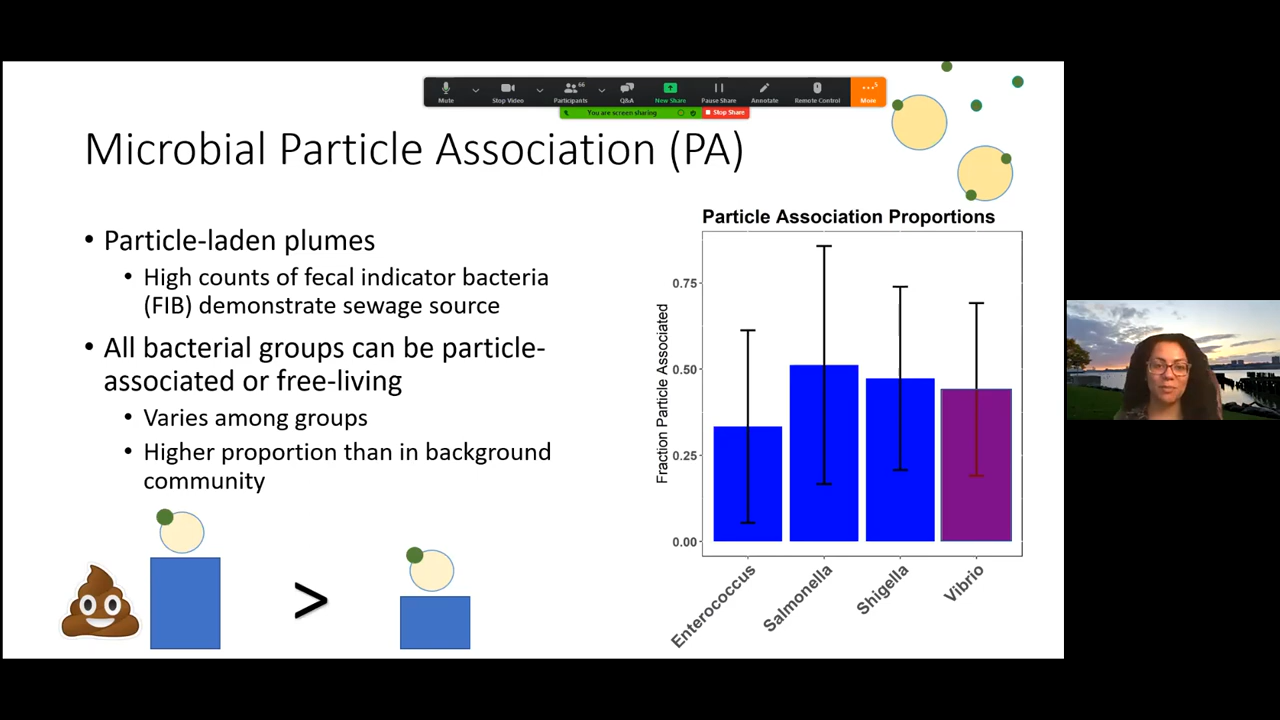 Mute
Stop Video
Participants
66
Q&A
New Share
Pause Share
Annotate
Remote Control
More
You are screen sharing
Stop Share
Microbial Particle Association (PA)
• Particle-laden plumes
• High counts of fecal indicator bacteria
(FIB) demonstrate sewage source
• All bacterial groups can be particle-
associated or free-living
• Varies among groups
• Higher proportion than in background
community
>
Particle Association Proportions
Fraction Particle Associated
0.75
0.50
0.25
0.00
Enterococcus
Salmonella
Shigella
Vibrio